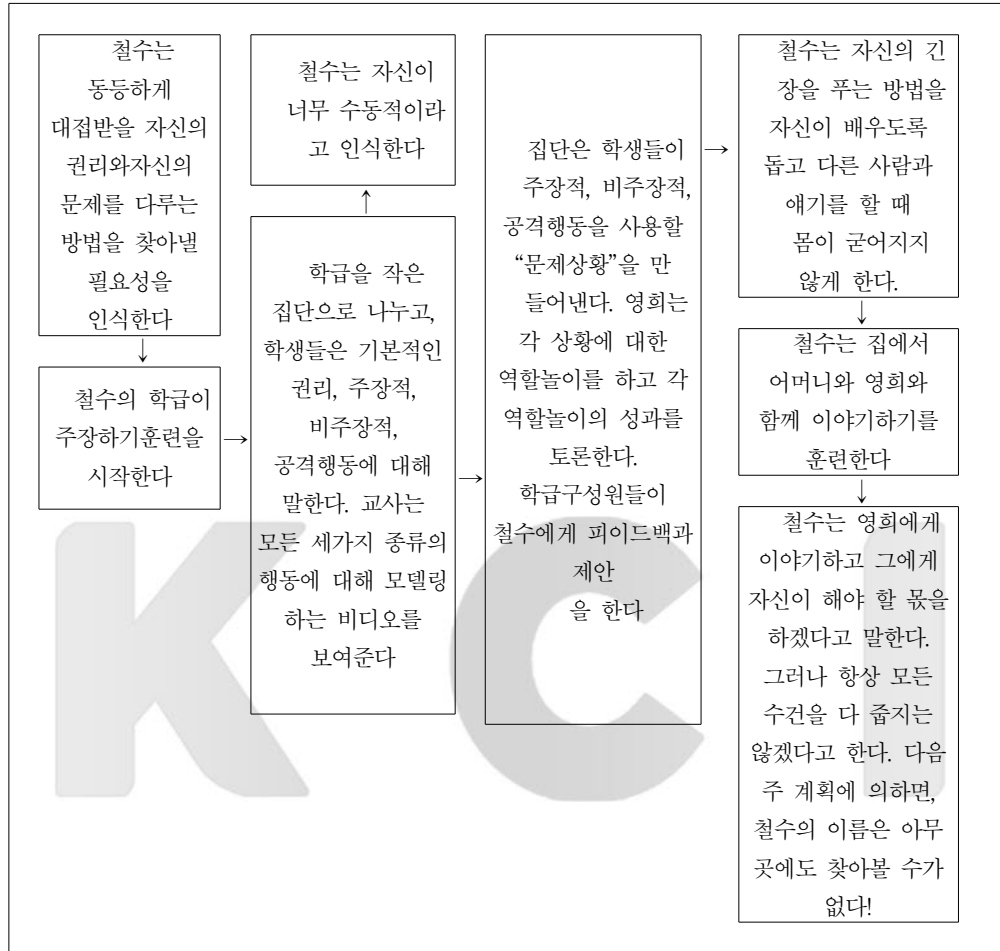 철수는
동등하게
대접받을 자신의
권리와자신의
문제를 다루는
방법을 찾아낼
필요성을
인식한다
철수의 학급이
주장하기훈련을
시작한다
→
철수는 자신이
너무 수동적이라
고 인식한다
학급을 작은
집단으로 나누고,
학생들은 기본적인
권리, 주장적,
비주장적,
공격행동에 대해
말한다. 교사는
모든 세가지 종류의
행동에 대해 모델링
하는 비디오를
보여준다
→
집단은 학생들이
주장적, 비주장적,
공격행동을 사용할
“문제상황”을 만
들어낸다. 영희는
각 상황에 대한
역할놀이를 하고 각
역할놀이의 성과를
토론한다.
학급구성원들이
철수에게 피이드백과
제안
을 한다
→
철수는 자신의 긴
장을 푸는 방법을
자신이 배우도록
돕고 다른 사람과
얘기를 할 때
몸이 굳어지지
않게 한다.
철수는 집에서
어머니와 영희와
함께 이야기하기를
훈련한다
철수는 영희에게
이야기하고 그에게
자신이 해야 할 몫을
하겠다고 말한다.
그러나 항상 모든
수건을 다 줍지는
않겠다고 한다. 다음
주 계획에 의하면,
철수의 이름은 아무
곳에도 찾아볼 수가
없다!
KCI